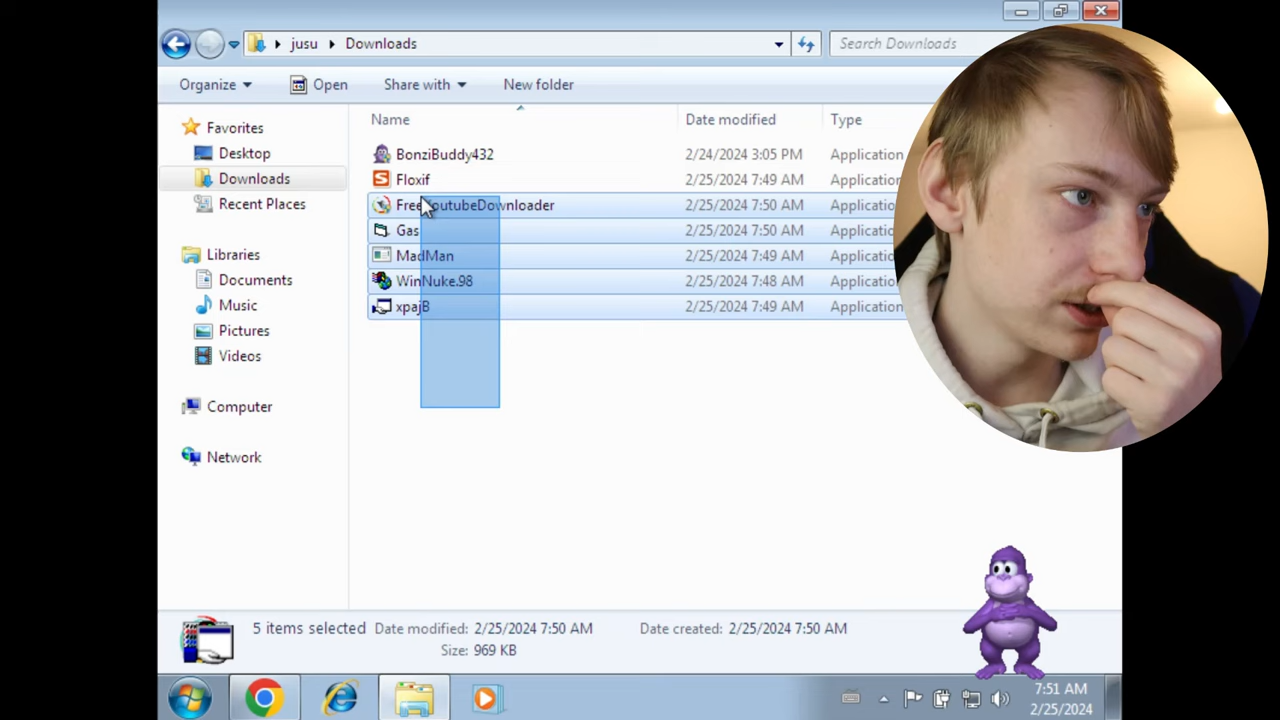 jusu Downloads
Search Downloads
Organize Open Share with New folder
Name Date modified Type
Favorites
Desktop
Downloads
Recent Places
Libraries
Documents
Music
Pictures
Videos
Computer
Network
BonziBuddy432 2/24/2024 3:05 PM Application
Floxif 2/25/2024 7:49 AM Application
FreeYoutubeDownloader 2/25/2024 7:50 AM Application
Gas 2/25/2024 7:50 AM Application
MadMan 2/25/2024 7:49 AM Application
WinNuke.98 2/25/2024 7:48 AM Application
xpajB 2/25/2024 7:49 AM Application
5 items selected Date modified: 2/25/2024 7:50 AM Date created: 2/25/2024 7:50 AM
Size: 969 KB
7:51 AM
2/25/2024